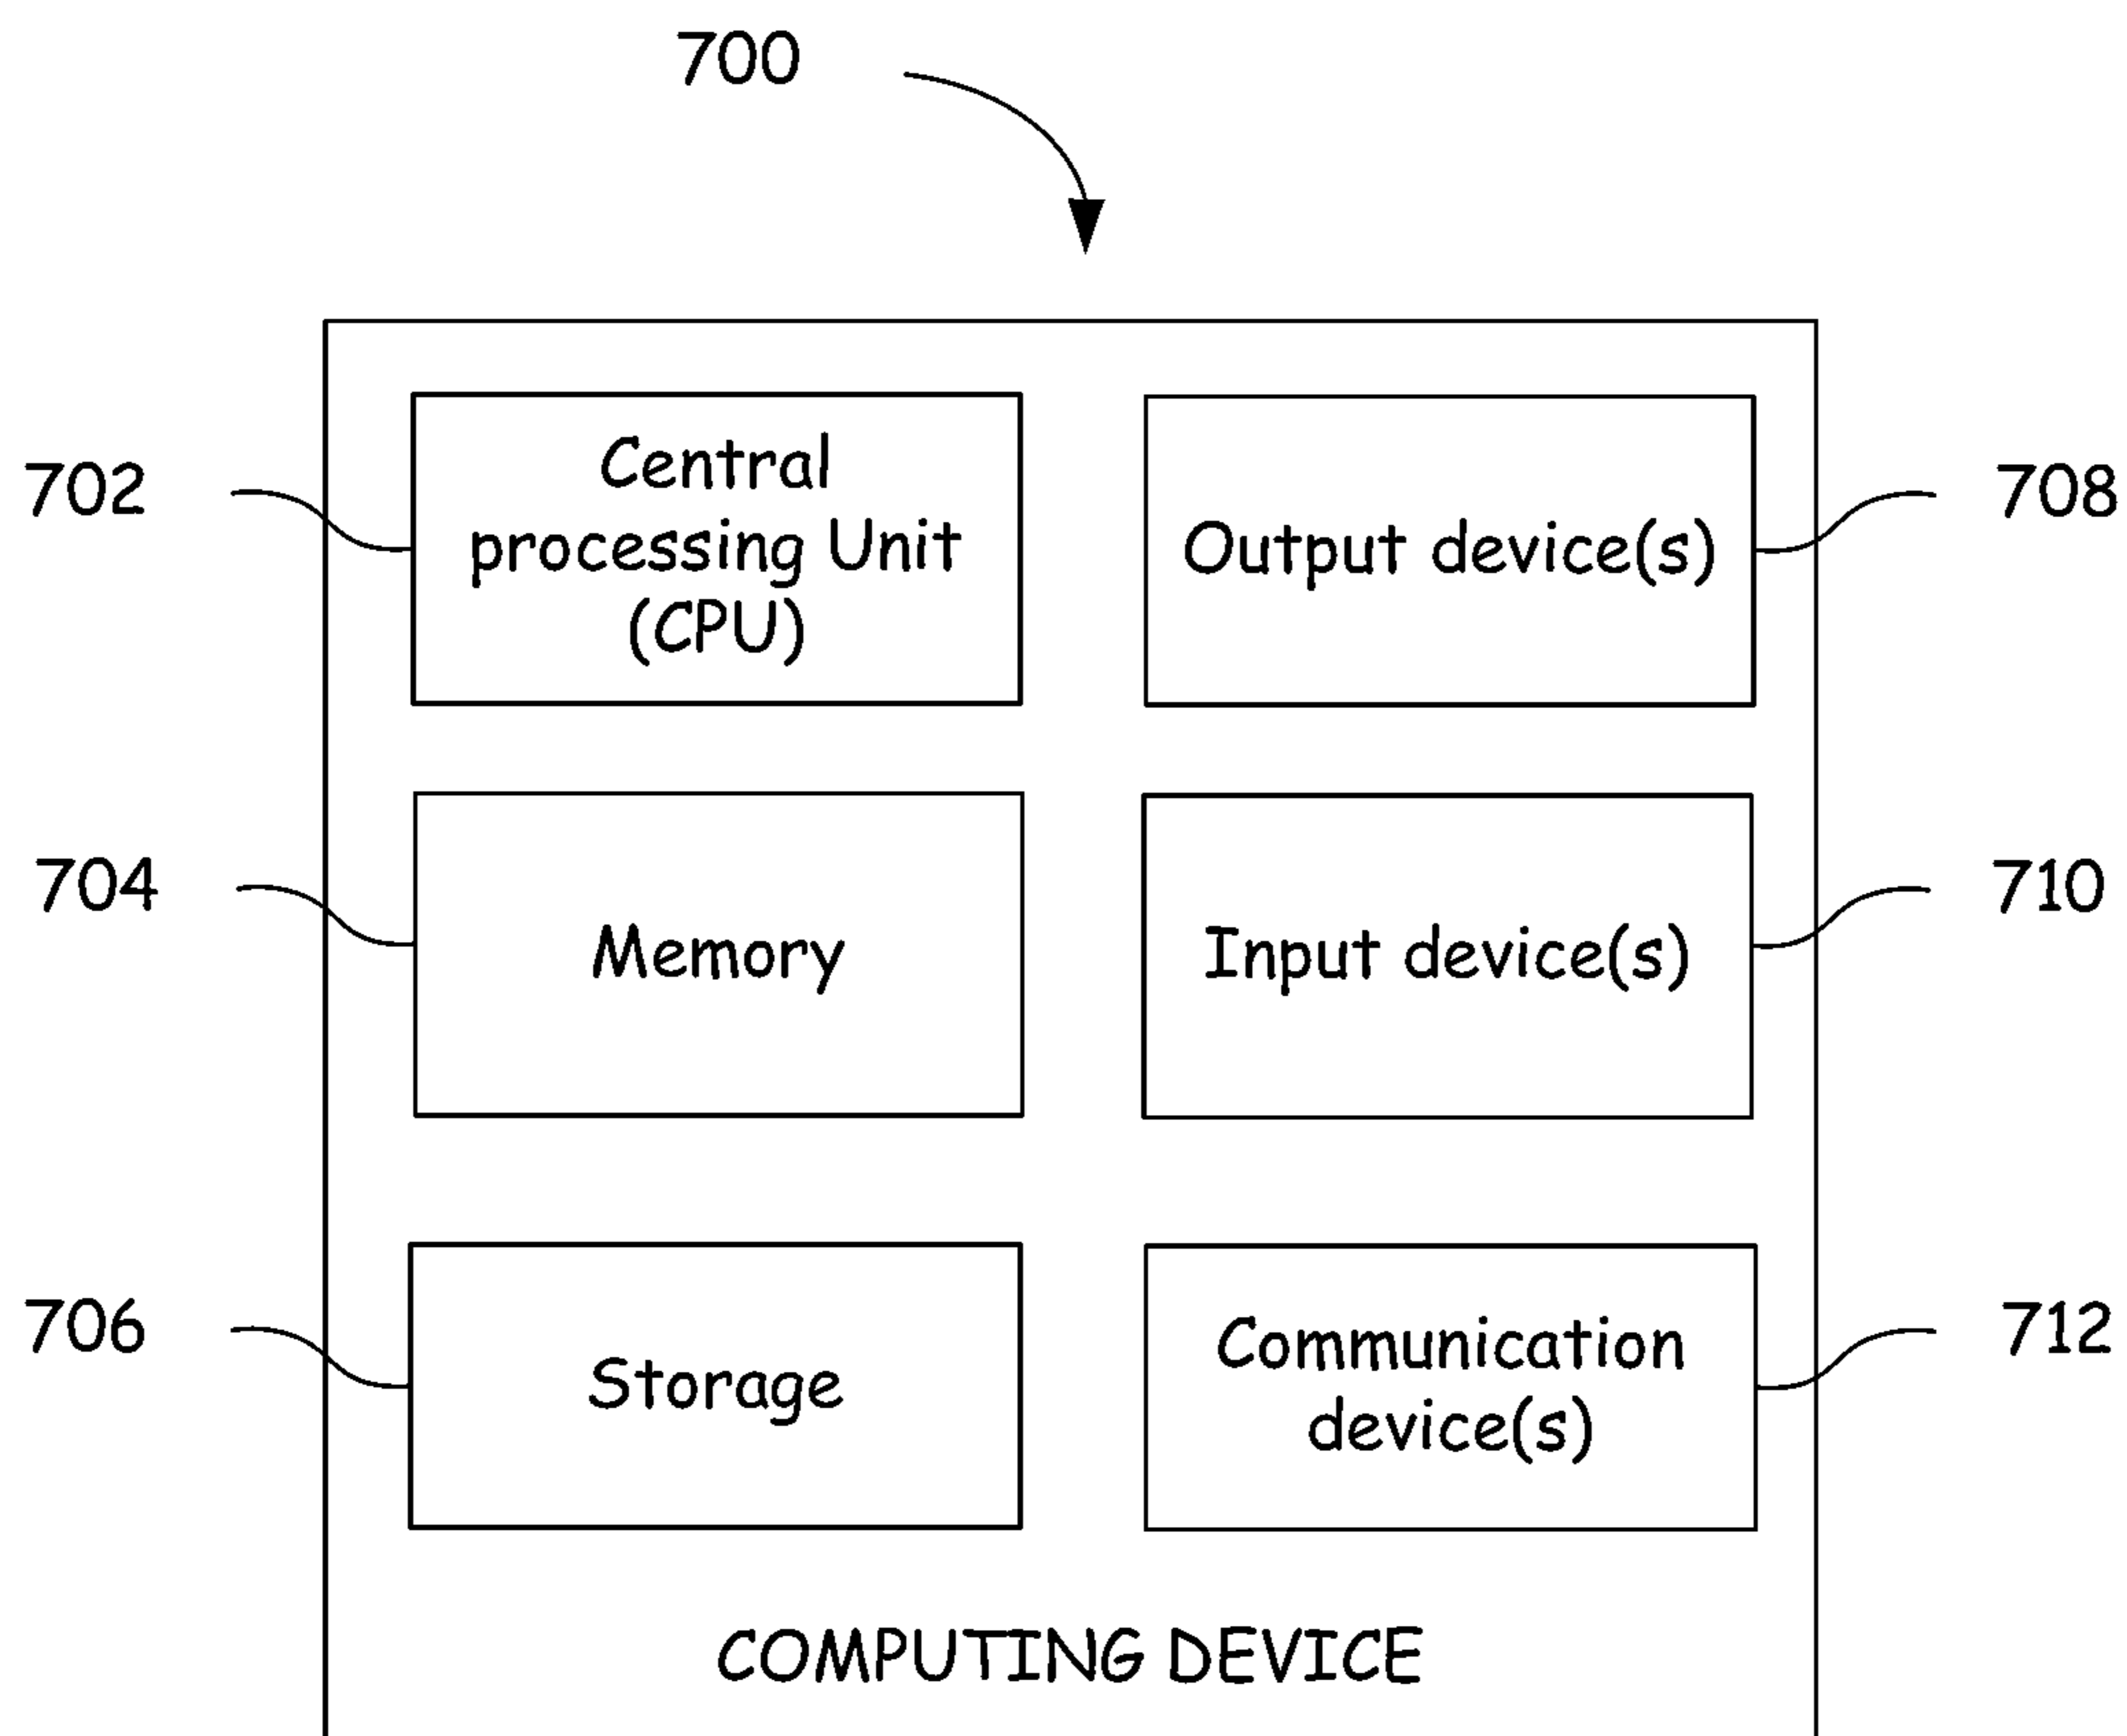 700
702
Central
processing Unit
(CPU)
Output device(s)
708
704
Memory
Input device(s)
710
706
Storage
Communication
device(s)
712
COMPUTING DEVICE